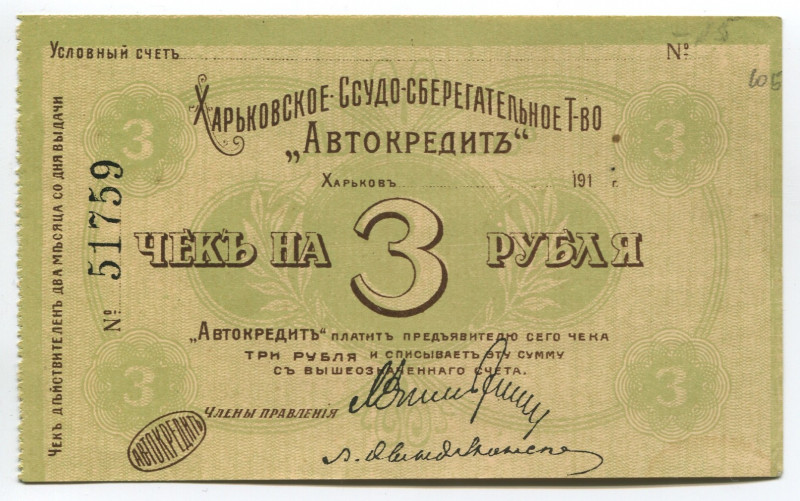 Условный счетъ
№
605
Харьковское-Ссудо-сберегательное Т-во
„Автокредитъ“
Харьковъ 191 г.
3
3
ЧЕКЪ НА 3 РУБЛЯ
„Автокредитъ“ платитъ предъявителю сего чека
три рубля и списываетъ эту сумму
съ вышеозначеннаго счета.
3
3
Члены правленія
АВТОКРЕДИТЪ
Чекъ дѣйствителенъ два мѣсяца со дня выдачи
№ 51759